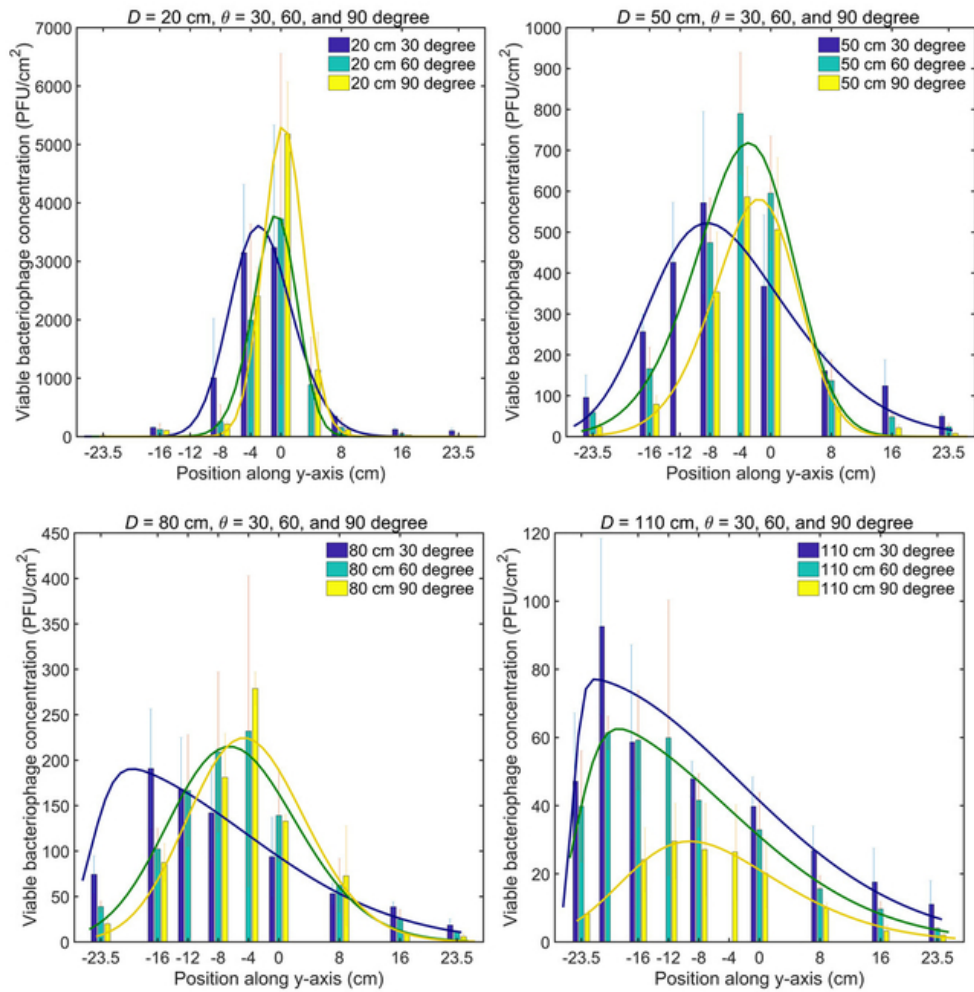 D = 20 cm, θ = 30, 60, and 90 degree
7000
6000
5000
4000
3000
2000
1000
0
Viable bacteriophage concentration (PFU/cm²)
20 cm 30 degree
20 cm 60 degree
20 cm 90 degree
-23.5 -16 -8 -4 0 8 16 23.5
Position along y-axis (cm)
D = 50 cm, θ = 30, 60, and 90 degree
1000
900
800
700
600
500
400
300
200
100
0
Viable bacteriophage concentration (PFU/cm²)
50 cm 30 degree
50 cm 60 degree
50 cm 90 degree
-23.5 -16 -12 -8 -4 0 8 16 23.5
Position along y-axis (cm)
D = 80 cm, θ = 30, 60, and 90 degree
450
400
350
300
250
200
150
100
50
0
Viable bacteriophage concentration (PFU/cm²)
80 cm 30 degree
80 cm 60 degree
80 cm 90 degree
-23.5 -16 -12 -8 -4 0 8 16 23.5
Position along y-axis (cm)
D = 110 cm, θ = 30, 60, and 90 degree
120
100
80
60
40
20
0
Viable bacteriophage concentration (PFU/cm²)
110 cm 30 degree
110 cm 60 degree
110 cm 90 degree
-23.5 -16 -12 -8 -4 0 8 16 23.5
Position along y-axis (cm)